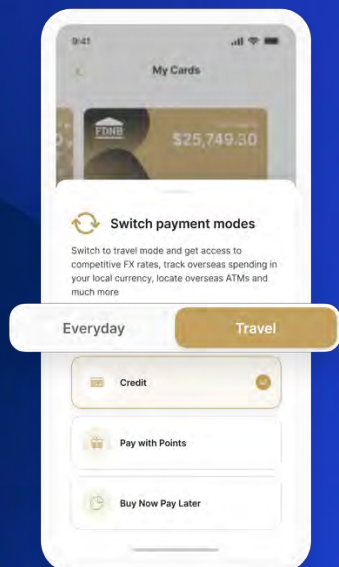 9:41
My Cards
FDNB
$25,749.30
Switch payment modes
Switch to travel mode and get access to
competitive FX rates, track overseas spending in
your local currency, locate overseas ATMs and
much more
Everyday
Travel
Credit
Pay with Points
Buy Now Pay Later